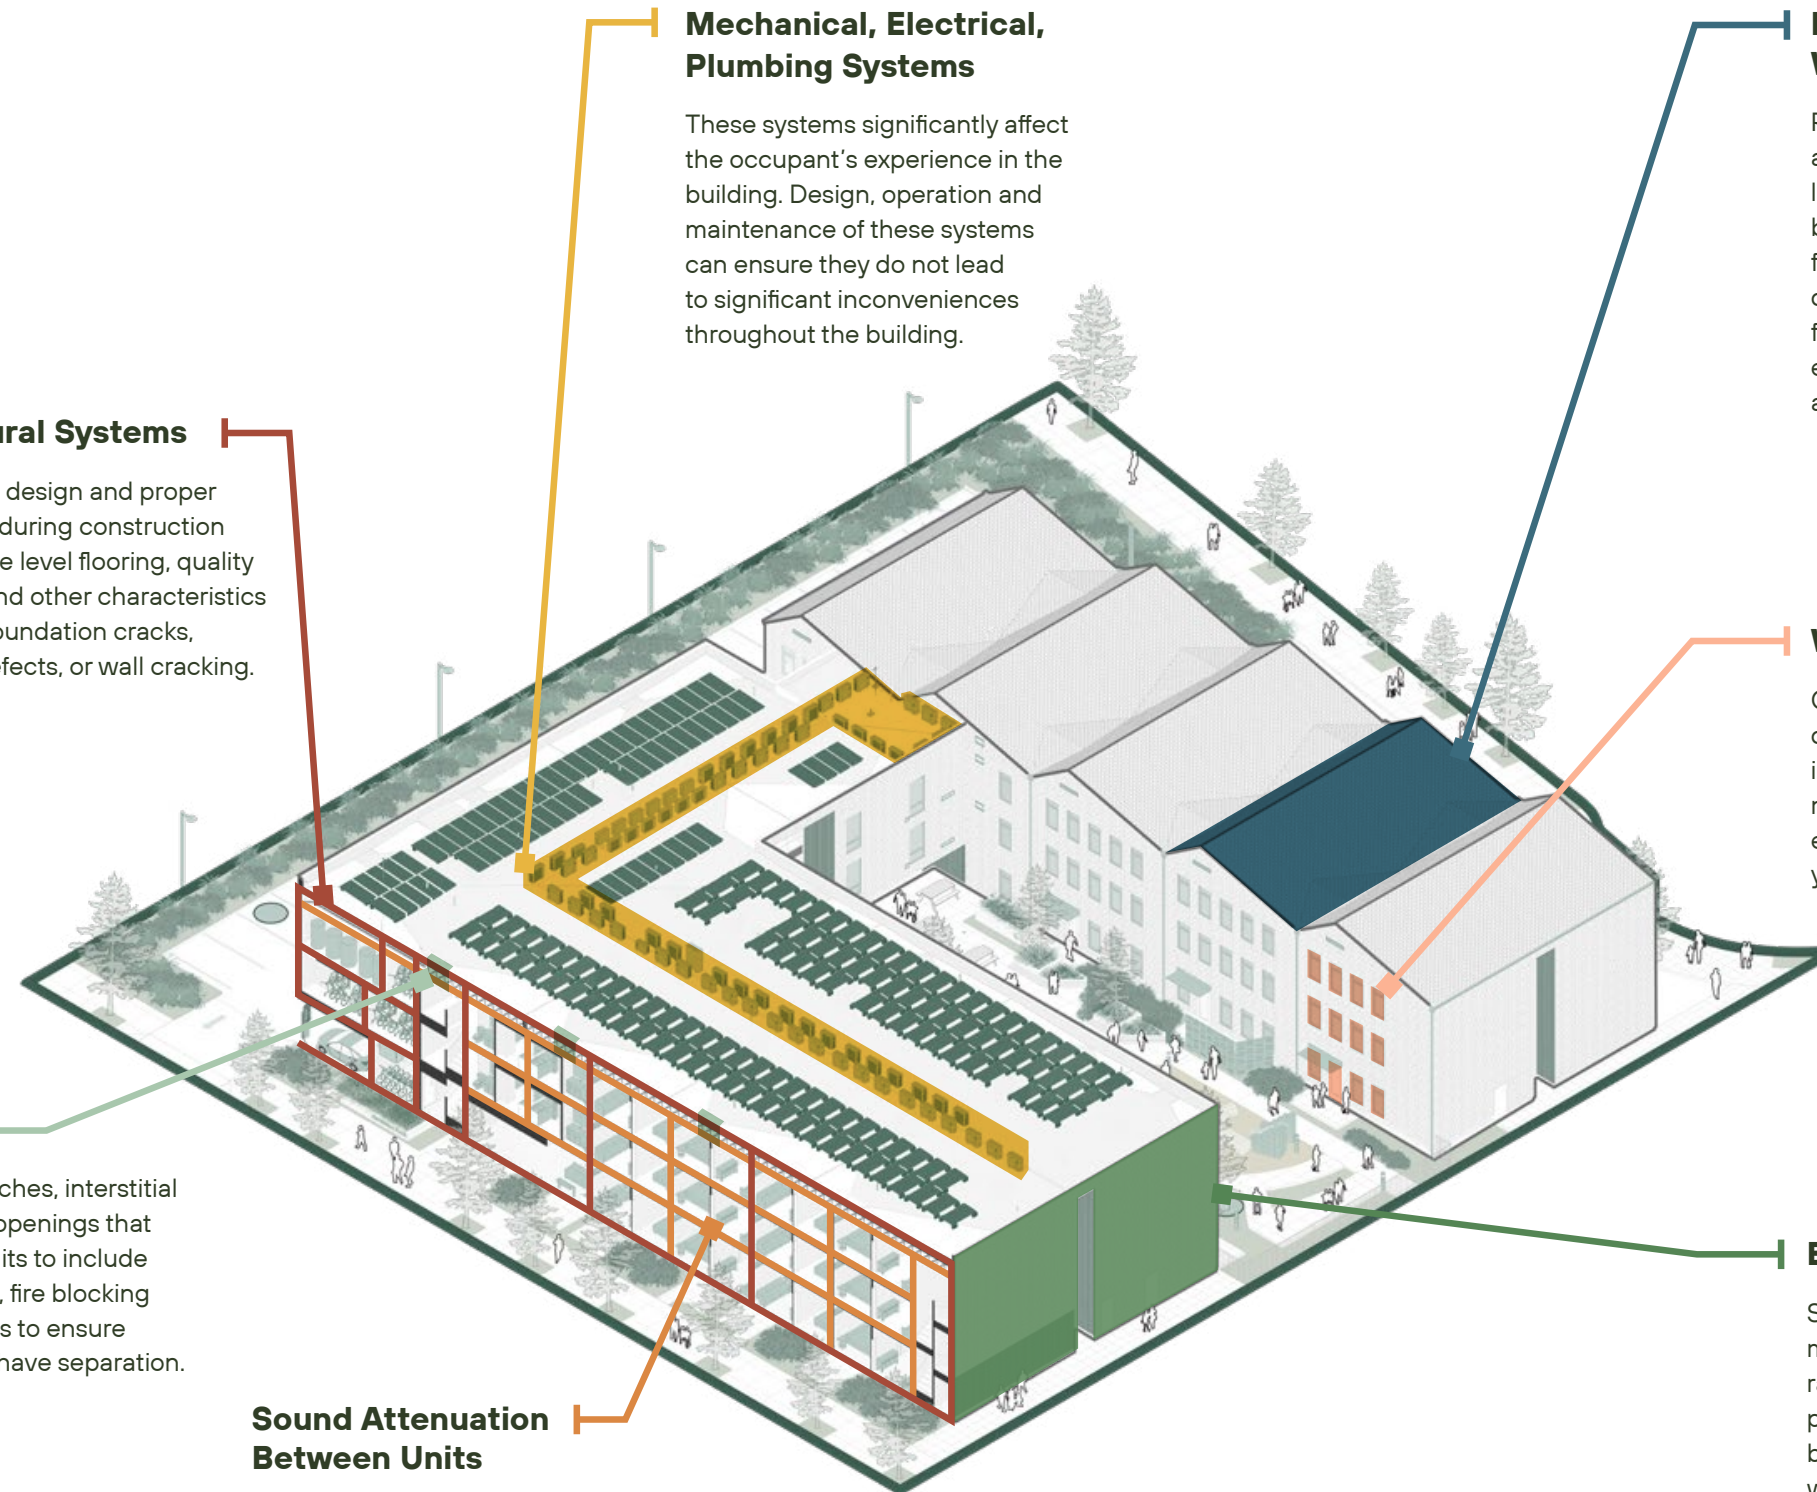 Mechanical, Electrical,
Plumbing Systems
These systems significantly affect
the occupant's experience in the
building. Design, operation and
maintenance of these systems
can ensure they do not lead
to significant inconveniences
throughout the building.
ural Systems
design and proper
during construction
e level flooring, quality
nd other characteristics
oundation cracks,
efects, or wall cracking.
ches, interstitial
openings that
its to include
, fire blocking
s to ensure
have separation.
Sound Attenuation
Between Units